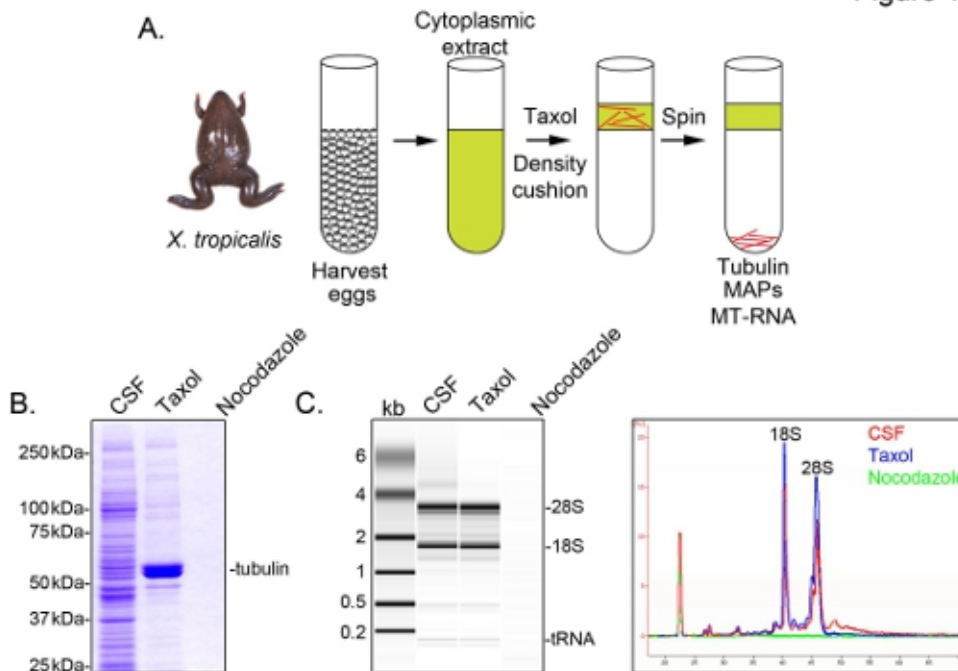 A.
Cytoplasmic
extract
Taxol
Density
cushion
Spin
X. tropicalis
Harvest
eggs
Tubulin
MAPs
MT-RNA
B.
CSF
Taxol
Nocodazole
250kDa-
100kDa-
75kDa-
50kDa-
37kDa-
25kDa-
-tubulin
C.
kb
CSF
Taxol
Nocodazole
6
4
2
1
0.5
0.2
-28S
-18S
-tRNA
18S
28S
CSF
Taxol
Nocodazole